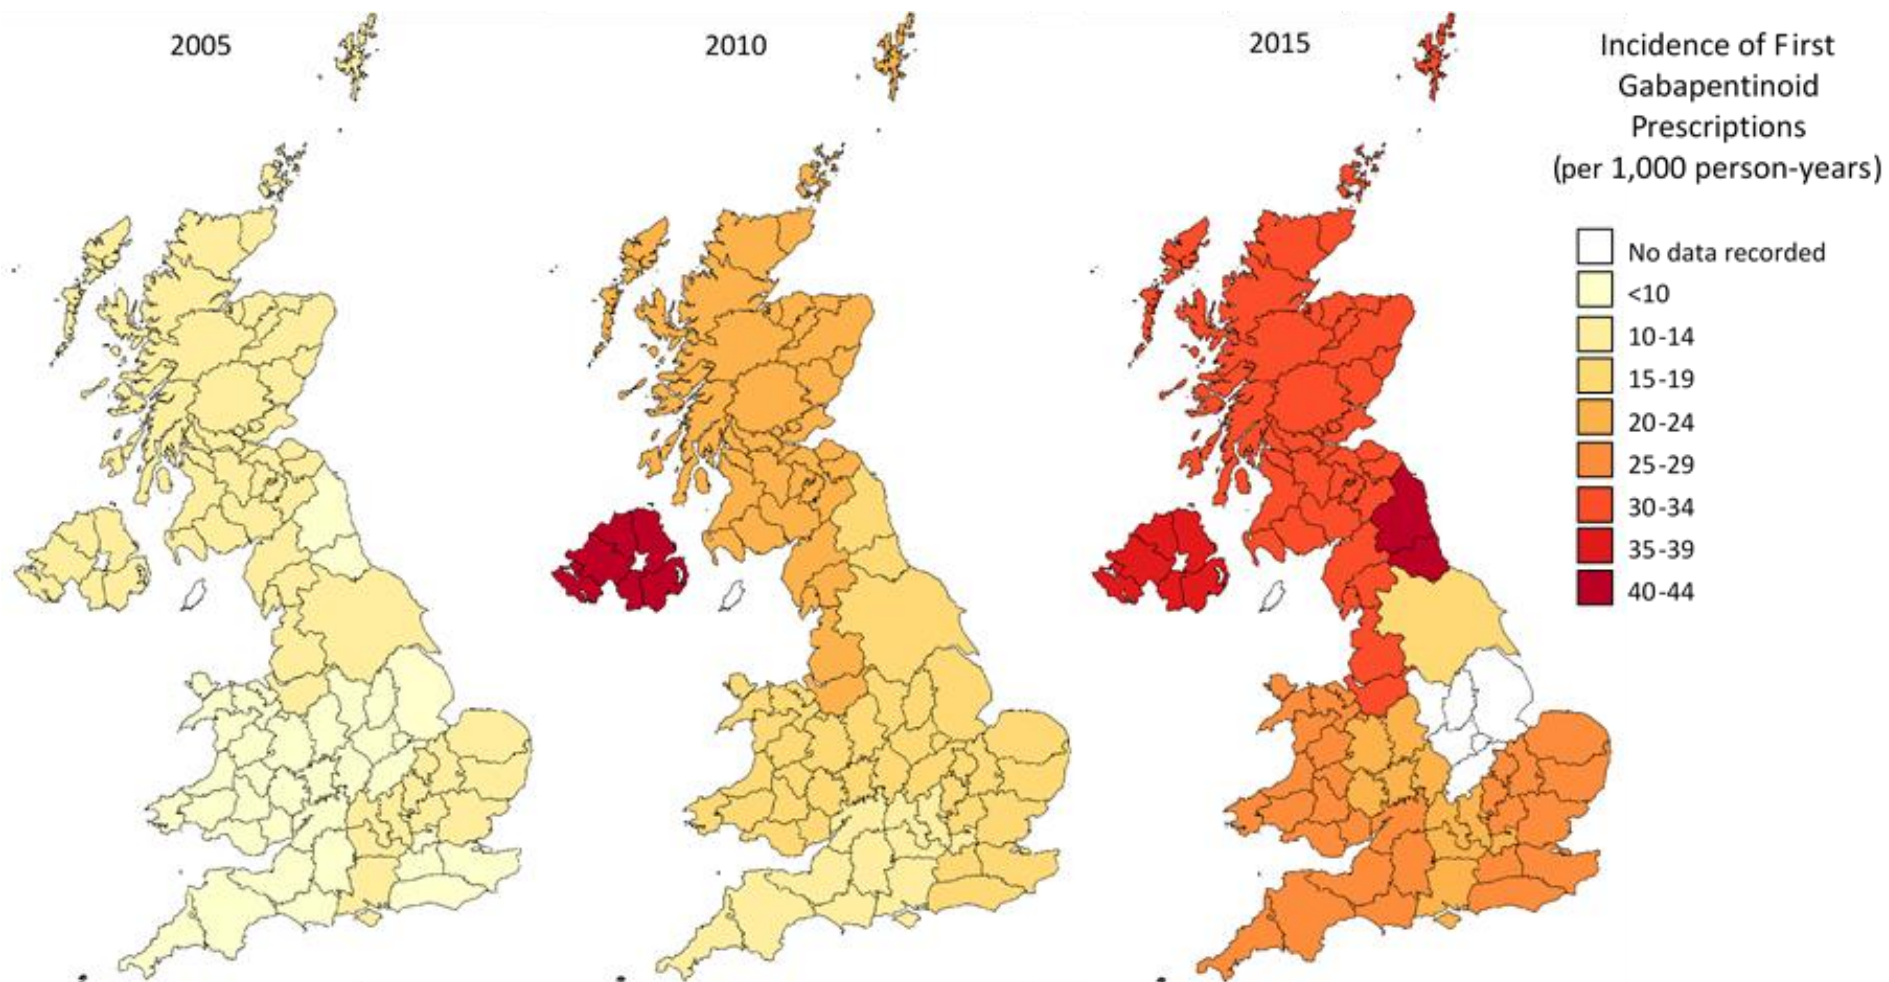 2005
2010
2015
Incidence of First
Gabapentinoid
Prescriptions
(per 1,000 person-years)
No data recorded
<10
10-14
15-19
20-24
25-29
30-34
35-39
40-44